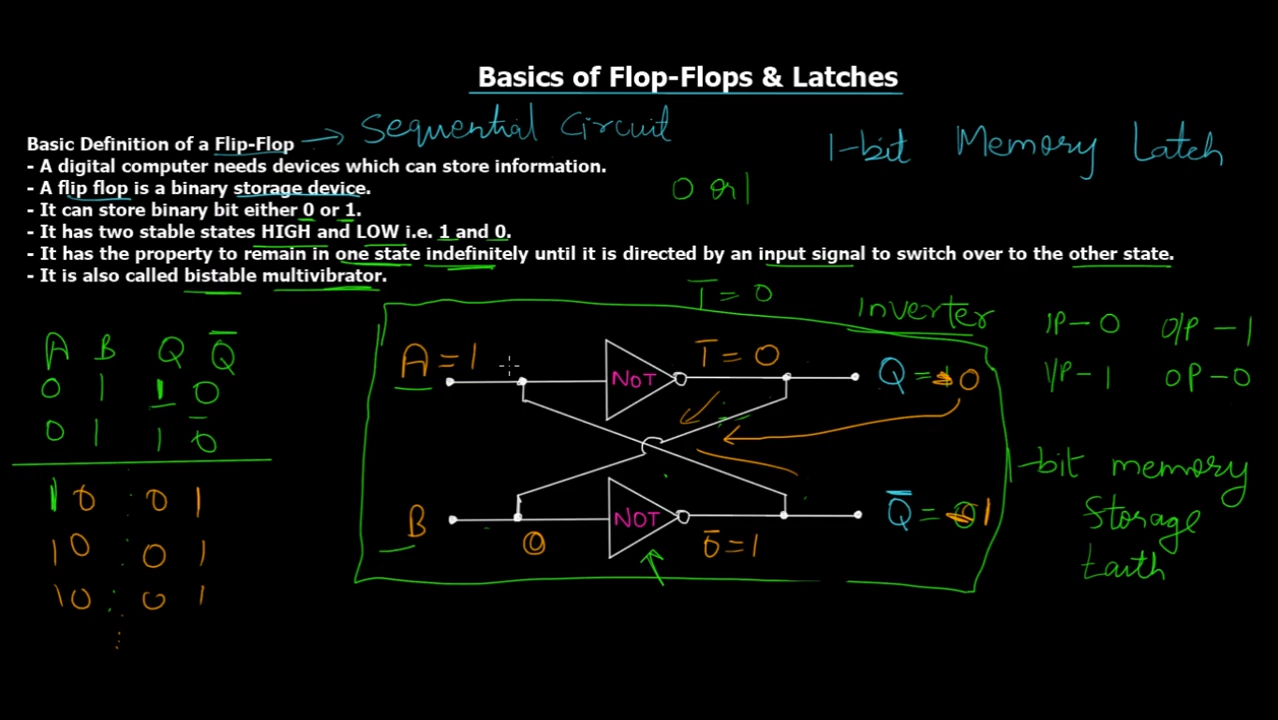 Basics of Flop-Flops & Latches
Sequential Circuit
Basic Definition of a Flip-Flop
1-bit Memory Latch
- A digital computer needs devices which can store information.
- A flip flop is a binary storage device.
0 or 1
- It can store binary bit either 0 or 1.
- It has two stable states HIGH and LOW i.e. 1 and 0.
- It has the property to remain in one state indefinitely until it is directed by an input signal to switch over to the other state.
- It is also called bistable multivibrator.
1̅ = 0
Inverter
IP - 0 O/P - 1
I/P - 1 OP - 0
A B Q Q̅
0 1 1 0
0 1 1 0
1 0 0 1
1 0 0 1
1 0 0 1
A = 1
NOT
1̅ = 0
Q = 0
B
0
NOT
0̅ = 1
Q̅ = 1
1-bit memory
Storage